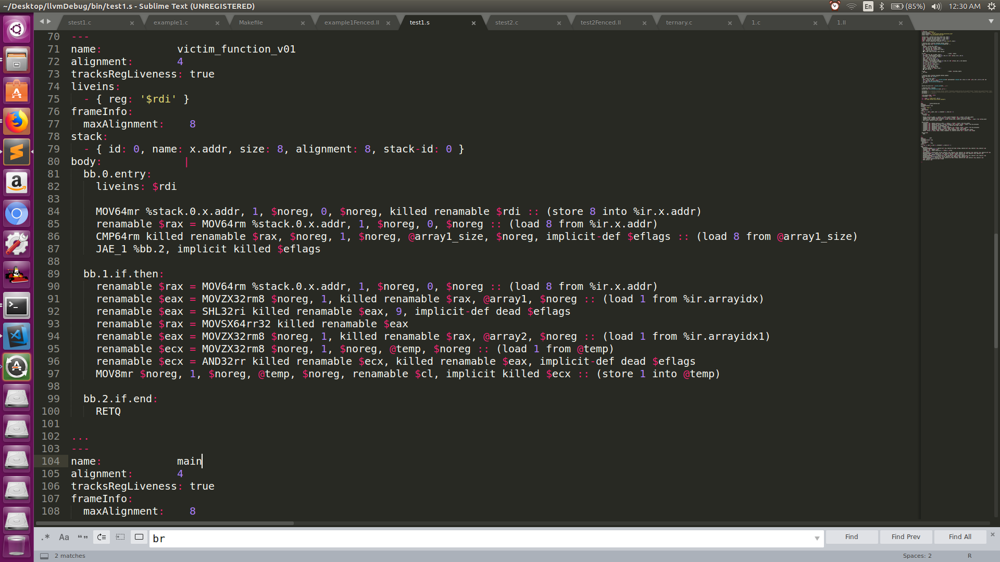 ~/Desktop/llvmDebug/bin/test1.s - Sublime Text (UNREGISTERED)
En
(85%)
12:30 AM
stest1.c
example1.c
Makefile
example1Fenced.ll
test1.s
stest2.c
test2Fenced.ll
ternary.c
1.c
1.ll
70 ---
71 name: victim_function_v01
72 alignment: 4
73 tracksRegLiveness: true
74 liveins:
75 - { reg: '$rdi' }
76 frameInfo:
77 maxAlignment: 8
78 stack:
79 - { id: 0, name: x.addr, size: 8, alignment: 8, stack-id: 0 }
80 body: |
81 bb.0.entry:
82 liveins: $rdi
83
84 MOV64mr %stack.0.x.addr, 1, $noreg, 0, $noreg, killed renamable $rdi :: (store 8 into %ir.x.addr)
85 renamable $rax = MOV64rm %stack.0.x.addr, 1, $noreg, 0, $noreg :: (load 8 from %ir.x.addr)
86 CMP64rm killed renamable $rax, $noreg, 1, $noreg, @array1_size, $noreg, implicit-def $eflags :: (load 8 from @array1_size)
87 JAE_1 %bb.2, implicit killed $eflags
88
89 bb.1.if.then:
90 renamable $rax = MOV64rm %stack.0.x.addr, 1, $noreg, 0, $noreg :: (load 8 from %ir.x.addr)
91 renamable $eax = MOVZX32rm8 $noreg, 1, killed renamable $rax, @array1, $noreg :: (load 1 from %ir.arrayidx)
92 renamable $eax = SHL32ri killed renamable $eax, 9, implicit-def dead $eflags
93 renamable $rax = MOVSX64rr32 killed renamable $eax
94 renamable $eax = MOVZX32rm8 $noreg, 1, killed renamable $rax, @array2, $noreg :: (load 1 from %ir.arrayidx1)
95 renamable $ecx = MOVZX32rm8 $noreg, 1, $noreg, @temp, $noreg :: (load 1 from @temp)
96 renamable $ecx = AND32rr killed renamable $ecx, killed renamable $eax, implicit-def dead $eflags
97 MOV8mr $noreg, 1, $noreg, @temp, $noreg, renamable $cl, implicit killed $ecx :: (store 1 into @temp)
98
99 bb.2.if.end:
100 RETQ
101
102 ...
103 ---
104 name: main
105 alignment: 4
106 tracksRegLiveness: true
107 frameInfo:
108 maxAlignment: 8
.* Aa “” br Find Find Prev Find All
2 matches
Spaces: 2
R